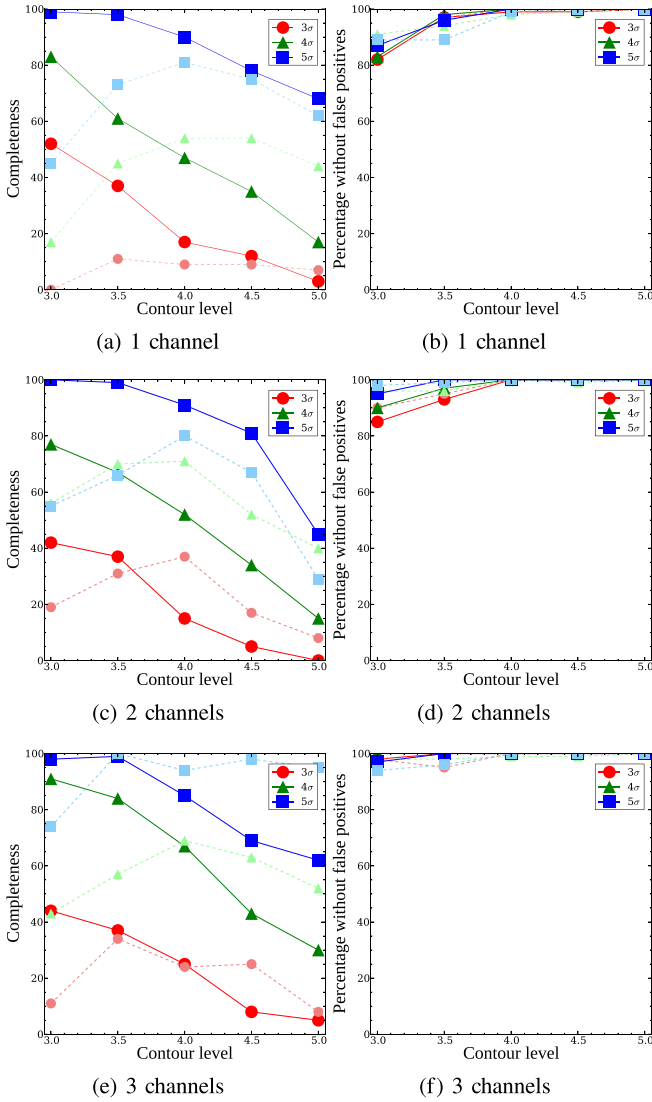 100
80
60
40
20
0
3.0 3.5 4.0 4.5 5.0
Completeness
Contour level
3σ
4σ
5σ
(a) 1 channel
100
80
60
40
20
0
3.0 3.5 4.0 4.5 5.0
Percentage without false positives
Contour level
3σ
4σ
5σ
(b) 1 channel
100
80
60
40
20
0
3.0 3.5 4.0 4.5 5.0
Completeness
Contour level
3σ
4σ
5σ
(c) 2 channels
100
80
60
40
20
0
3.0 3.5 4.0 4.5 5.0
Percentage without false positives
Contour level
3σ
4σ
5σ
(d) 2 channels
100
80
60
40
20
0
3.0 3.5 4.0 4.5 5.0
Completeness
Contour level
3σ
4σ
5σ
(e) 3 channels
100
80
60
40
20
0
3.0 3.5 4.0 4.5 5.0
Percentage without false positives
Contour level
3σ
4σ
5σ
(f) 3 channels